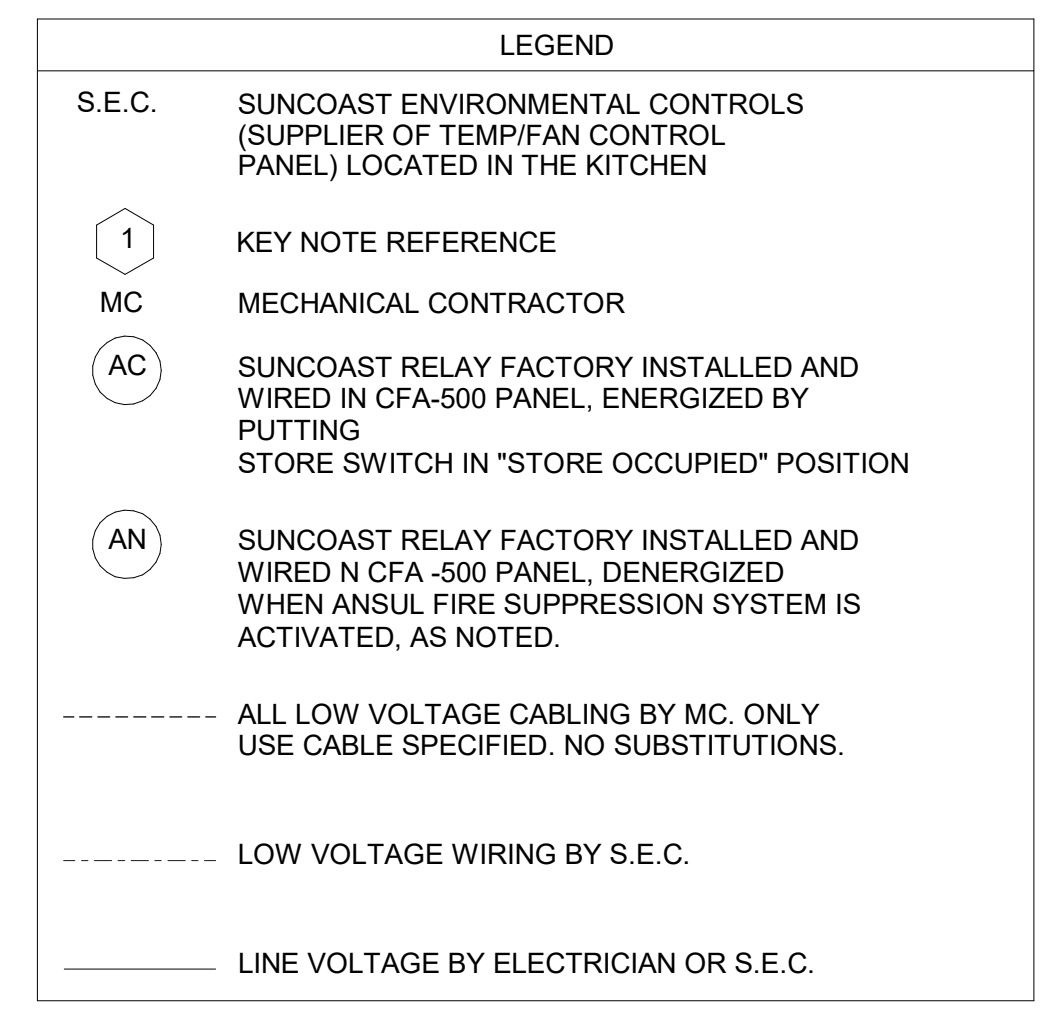 LEGEND
S.E.C. SUNCOAST ENVIRONMENTAL CONTROLS
(SUPPLIER OF TEMP/FAN CONTROL
PANEL) LOCATED IN THE KITCHEN
1 KEY NOTE REFERENCE
MC MECHANICAL CONTRACTOR
AC SUNCOAST RELAY FACTORY INSTALLED AND
WIRED IN CFA-500 PANEL, ENERGIZED BY
PUTTING
STORE SWITCH IN "STORE OCCUPIED" POSITION
AN SUNCOAST RELAY FACTORY INSTALLED AND
WIRED N CFA -500 PANEL, DENERGIZED
WHEN ANSUL FIRE SUPPRESSION SYSTEM IS
ACTIVATED, AS NOTED.
ALL LOW VOLTAGE CABLING BY MC. ONLY
USE CABLE SPECIFIED. NO SUBSTITUTIONS.
LOW VOLTAGE WIRING BY S.E.C.
LINE VOLTAGE BY ELECTRICIAN OR S.E.C.